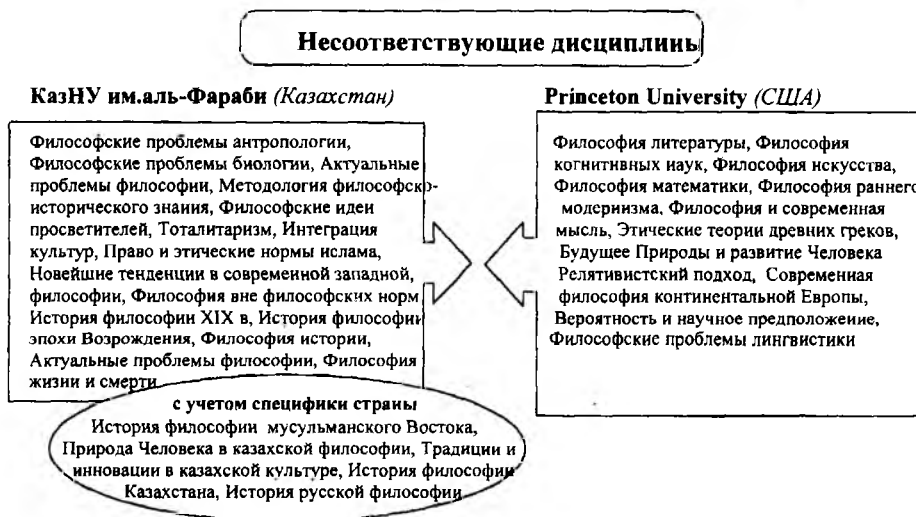 Несоответствующие дисциплины
КазНУ им.аль-Фараби (Казахстан)
Философские проблемы антропологии,
Философские проблемы биологии, Актуальные
проблемы философии, Методология философско-
исторического знания, Философские идеи
просветителей, Тоталитаризм, Интеграция
культур, Право и этические нормы ислама,
Новейшие тенденции в современной западной,
философии, Философия вне философских норм
История философии XIX в, История философии
эпохи Возрождения, Философия истории,
Актуальные проблемы философии, Философия
жизни и смерти
с учетом специфики страны
История философии мусульманского Востока,
Природа Человека в казахской философии, Традиции и
инновации в казахской культуре, История философии
Казахстана, История русской философии
Princeton University (США)
Философия литературы, Философия
когнитивных наук, Философия искусства,
Философия математики, Философия раннего
модернизма, Философия и современная
мысль, Этические теории древних греков,
Будущее Природы и развитие Человека
Релятивистский подход, Современная
философия континентальной Европы,
Вероятность и научное предположение,
Философские проблемы лингвистики